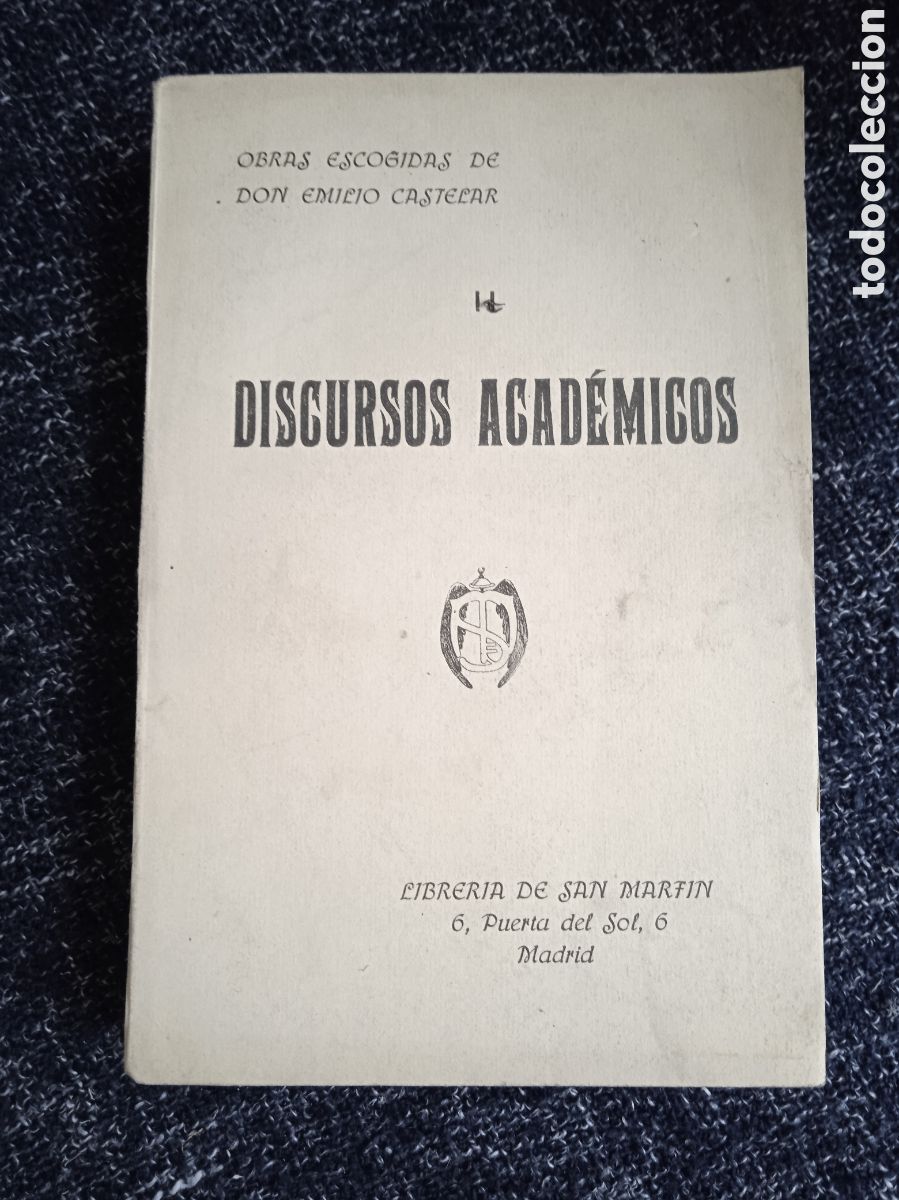 OBRAS ESCOGIDAS DE
DON EMILIO CASTELAR
DISCURSOS ACADÉMICOS
LIBRERIA DE SAN MARTIN
6, Puerta del Sol, 6
Madrid
todocoleccion